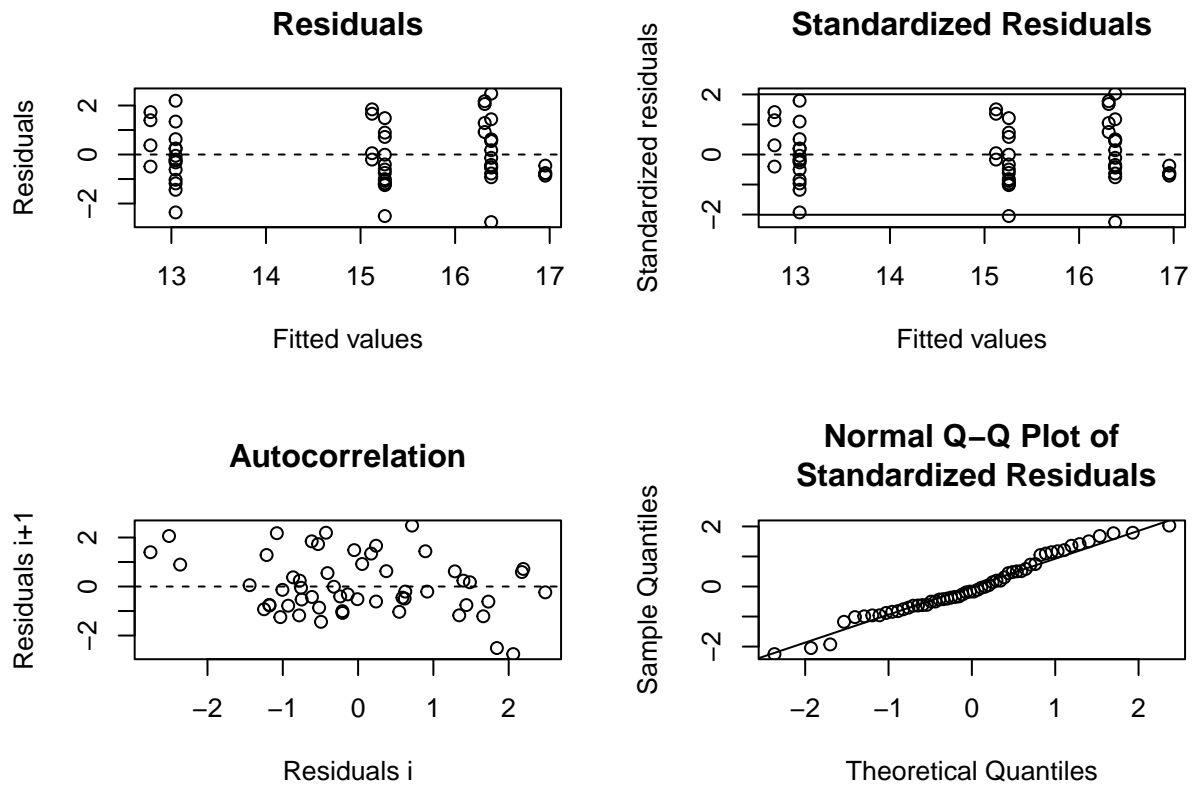 Residuals
Residuals
2
0
−2
13 14 15 16 17
Fitted values
Standardized Residuals
Standardized residuals
2
0
−2
13 14 15 16 17
Fitted values
Autocorrelation
Residuals i+1
2
0
−2
−2 −1 0 1 2
Residuals i
Normal Q−Q Plot of
Standardized Residuals
Sample Quantiles
2
0
−2
−2 −1 0 1 2
Theoretical Quantiles